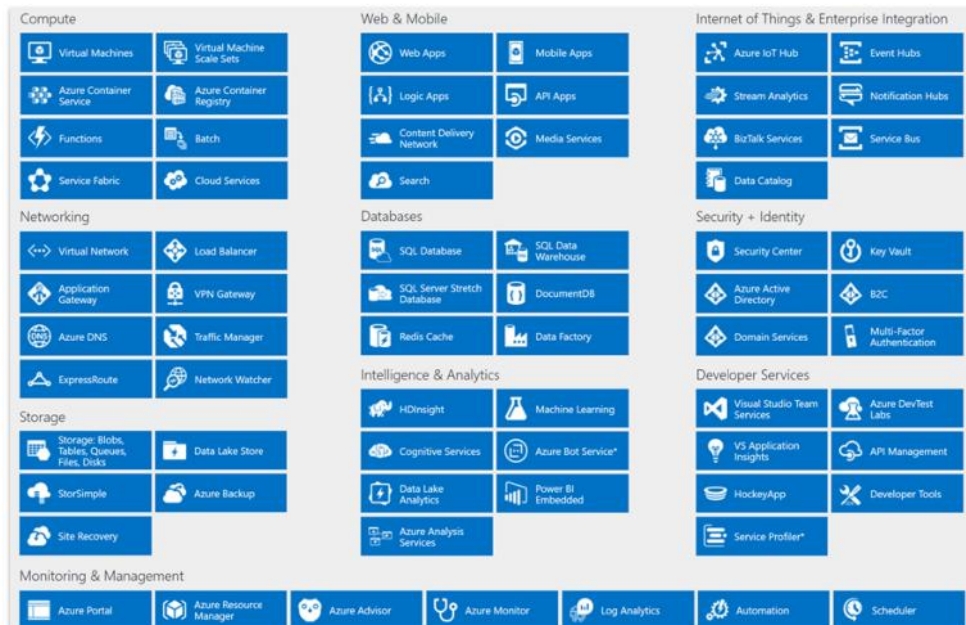 Compute
Virtual Machines
Virtual Machine
Scale Sets
Azure Container
Service
Azure Container
Registry
Functions
Batch
Service Fabric
Cloud Services
Networking
Virtual Network
Load Balancer
Application
Gateway
VPN Gateway
DNS
Azure DNS
Traffic Manager
ExpressRoute
Network Watcher
Storage
Storage: Blobs,
Tables, Queues,
Files, Disks
Data Lake Store
StorSimple
Azure Backup
Site Recovery
Web & Mobile
Web Apps
Mobile Apps
Logic Apps
API Apps
Content Delivery
Network
Media Services
Search
Databases
SQL Database
SQL Data
Warehouse
SQL Server Stretch
Database
DocumentDB
Redis Cache
Data Factory
Intelligence & Analytics
HDInsight
Machine Learning
Cognitive Services
Azure Bot Service*
Data Lake
Analytics
Power BI
Embedded
Azure Analysis
Services
Internet of Things & Enterprise Integration
Azure IoT Hub
Event Hubs
Stream Analytics
Notification Hubs
BizTalk Services
Service Bus
Data Catalog
Security + Identity
Security Center
Key Vault
Azure Active
Directory
B2C
Domain Services
Multi-Factor
Authentication
Developer Services
Visual Studio Team
Services
Azure DevTest
Labs
VS Application
Insights
API Management
HockeyApp
Developer Tools
Service Profiler*
Monitoring & Management
Azure Portal
Azure Resource
Manager
Azure Advisor
Azure Monitor
Log Analytics
Automation
Scheduler